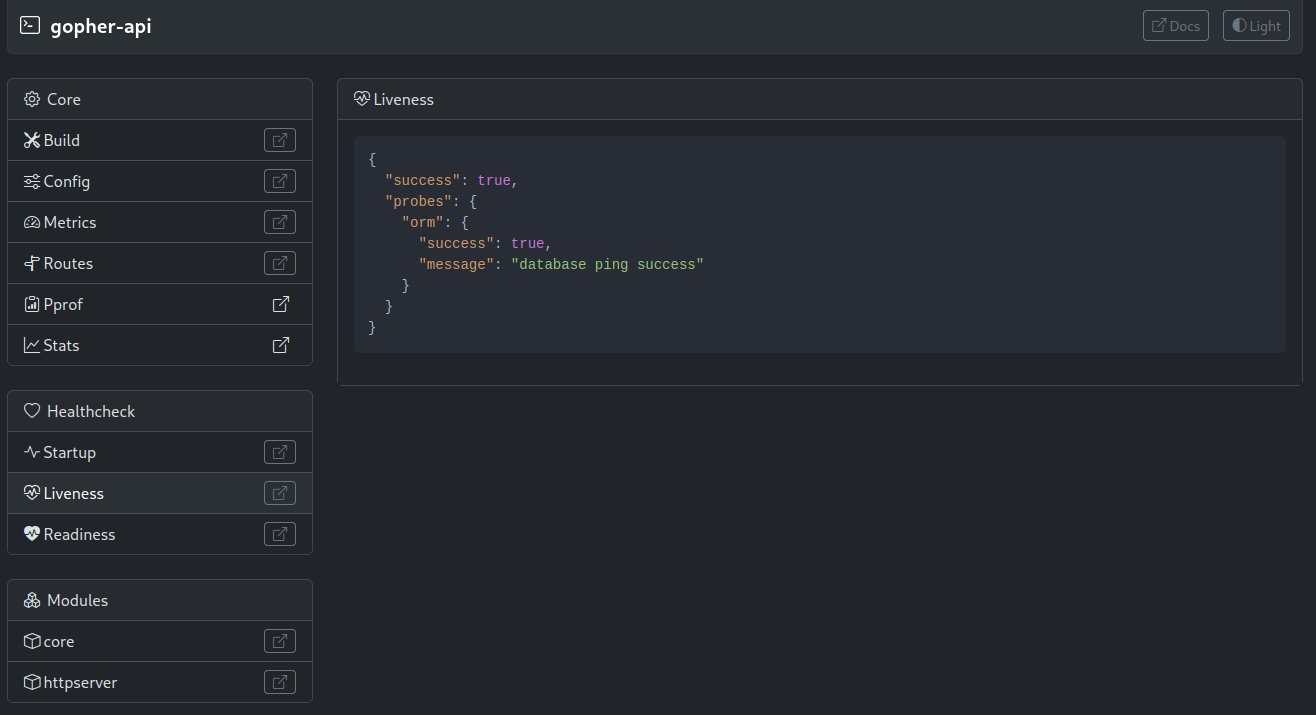 gopher-api
Docs
Light
Core
Build
Config
Metrics
Routes
Pprof
Stats
Healthcheck
Startup
Liveness
Readiness
Modules
core
httpserver
Liveness
{
  "success": true,
  "probes": {
    "orm": {
      "success": true,
      "message": "database ping success"
    }
  }
}